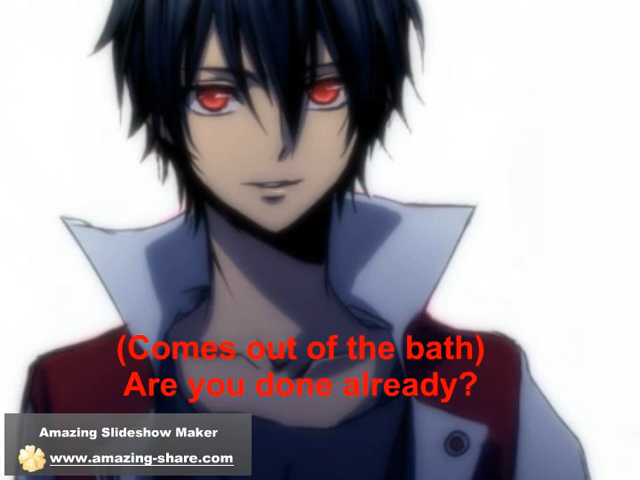 (Comes out of the bath)
Are you done already?
Amazing Slideshow Maker
www.amazing-share.com